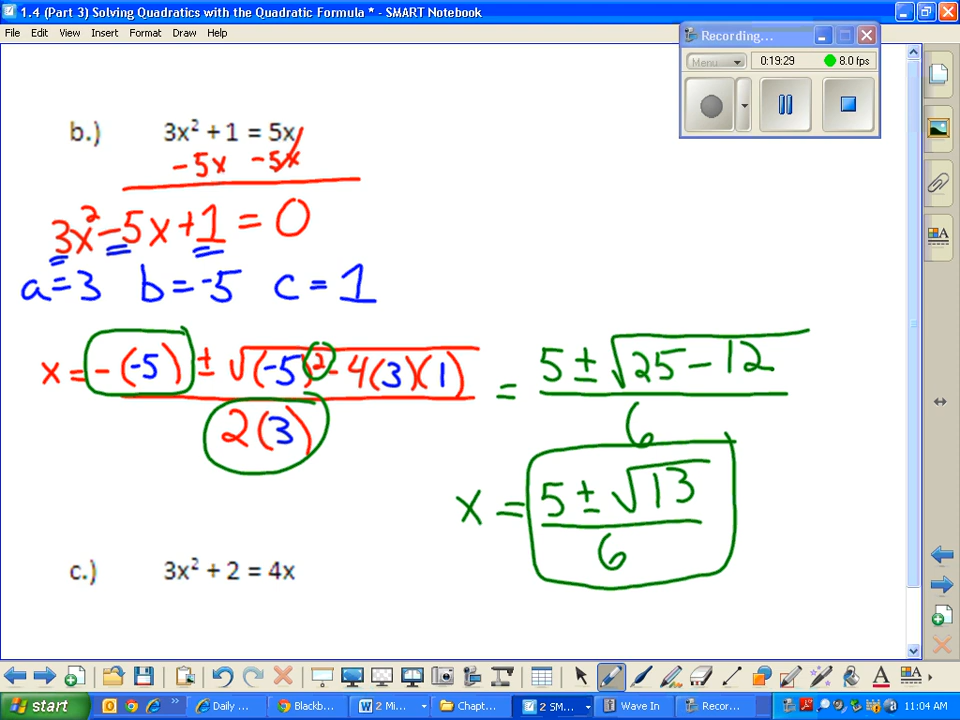 1.4 (Part 3) Solving Quadratics with the Quadratic Formula * - SMART Notebook
File Edit View Insert Format Draw Help
Recording...
Menu 0:19:29 8.0 fps
b.) 3x² + 1 = 5x
-5x -5x
3x² - 5x + 1 = 0
a = 3 b = -5 c = 1
x = -(-5) ± √(-5)² - 4(3)(1) = 5 ± √25 - 12
2(3) 6
x = 5 ± √13
6
c.) 3x² + 2 = 4x
start Daily ... Blackb... 2 Mi... Chapt... 2 SM... Wave In Recor... 11:04 AM